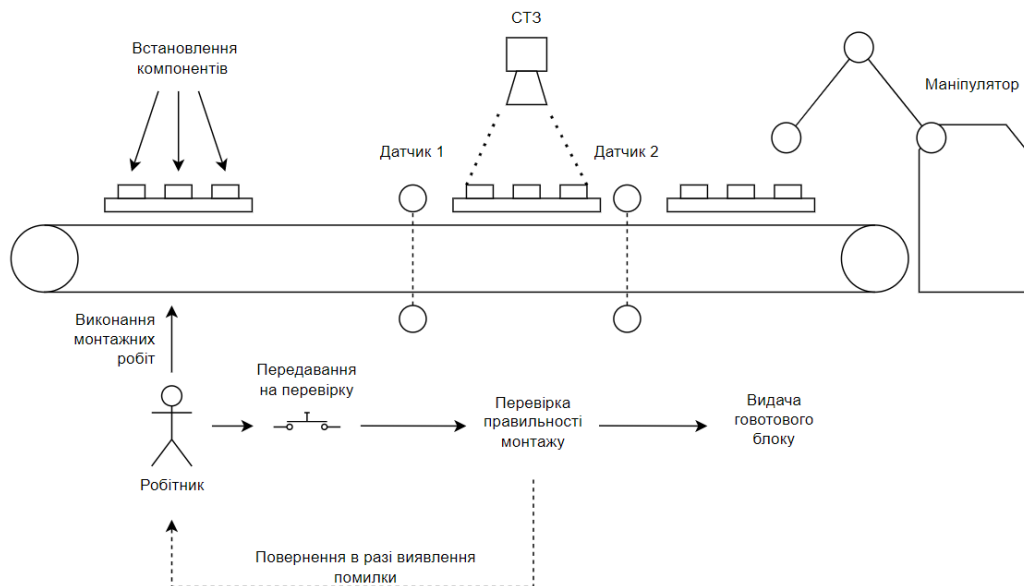 СТЗ
Встановлення
компонентів
Маніпулятор
Датчик 1
Датчик 2
Виконання
монтажних
робіт
Передавання
на перевірку
Перевірка
правильності
монтажу
Видача
говотового
блоку
Робітник
Повернення в разі виявлення
помилки